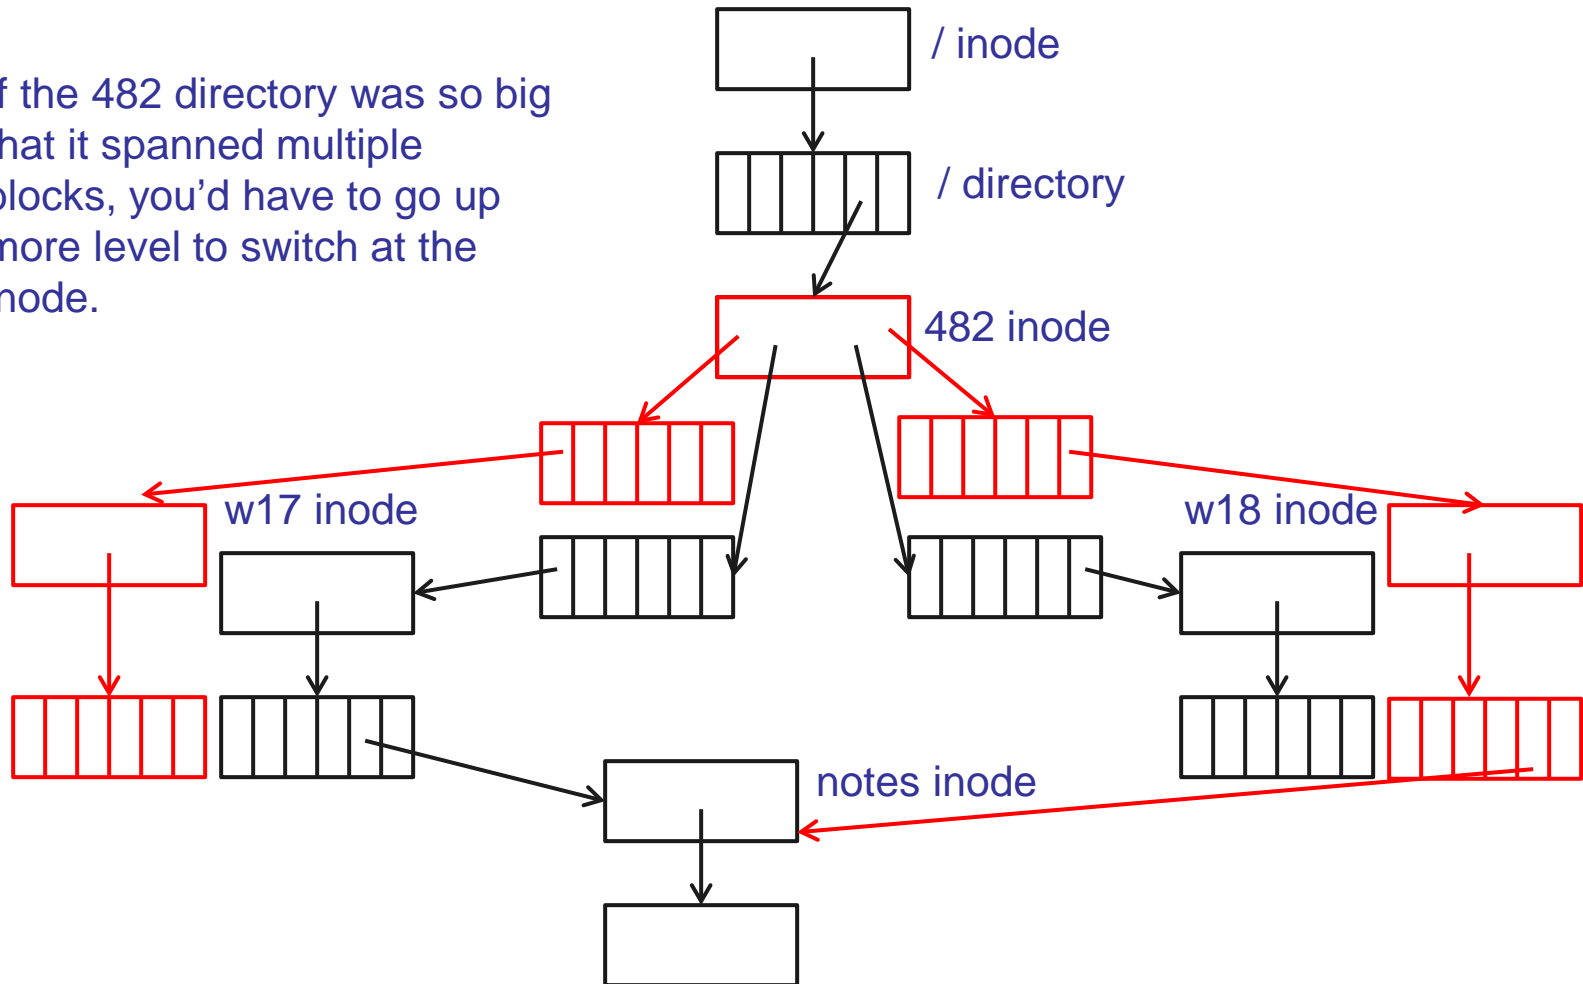 f the 482 directory was so big
hat it spanned multiple
blocks, you'd have to go up
more level to switch at the
node.
/ inode
/ directory
482 inode
w17 inode
w18 inode
notes inode